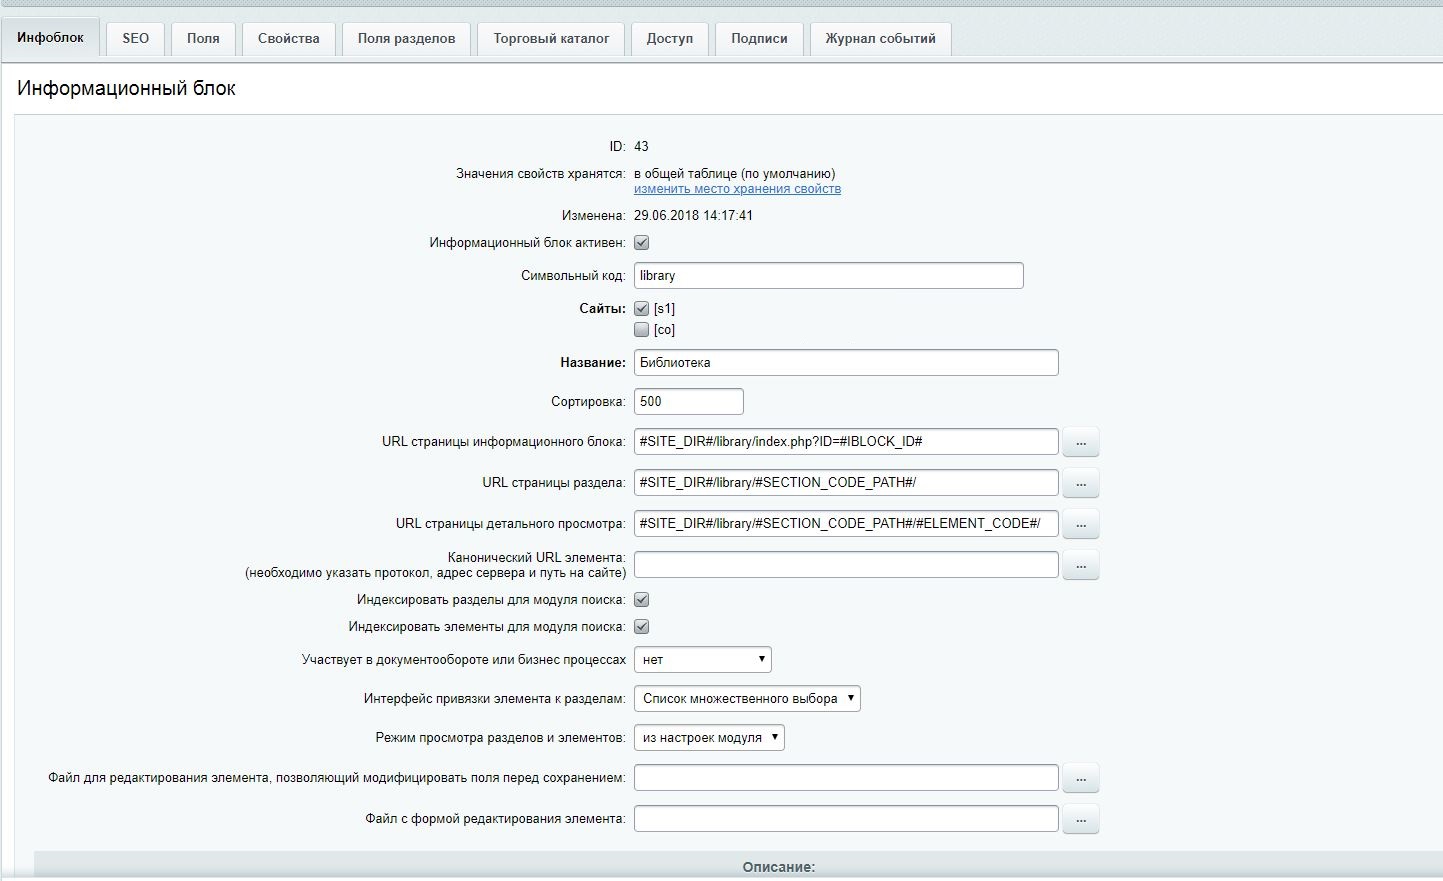 Инфоблок SEO Поля Свойства Поля разделов Торговый каталог Доступ Подписи Журнал событий
Информационный блок
ID: 43
Значения свойств хранятся: в общей таблице (по умолчанию)
изменить место хранения свойств
Изменена: 29.06.2018 14:17:41
Информационный блок активен:
Символьный код: library
Сайты: [s1]
[co]
Название: Библиотека
Сортировка: 500
URL страницы информационного блока: #SITE_DIR#/library/index.php?ID=#IBLOCK_ID# ...
URL страницы раздела: #SITE_DIR#/library/#SECTION_CODE_PATH#/ ...
URL страницы детального просмотра: #SITE_DIR#/library/#SECTION_CODE_PATH#/#ELEMENT_CODE#/ ...
Канонический URL элемента:
(необходимо указать протокол, адрес сервера и путь на сайте) ...
Индексировать разделы для модуля поиска:
Индексировать элементы для модуля поиска:
Участвует в документообороте или бизнес процессах нет
Интерфейс привязки элемента к разделам: Список множественного выбора
Режим просмотра разделов и элементов: из настроек модуля
Файл для редактирования элемента, позволяющий модифицировать поля перед сохранением: ...
Файл с формой редактирования элемента: ...
Описание: